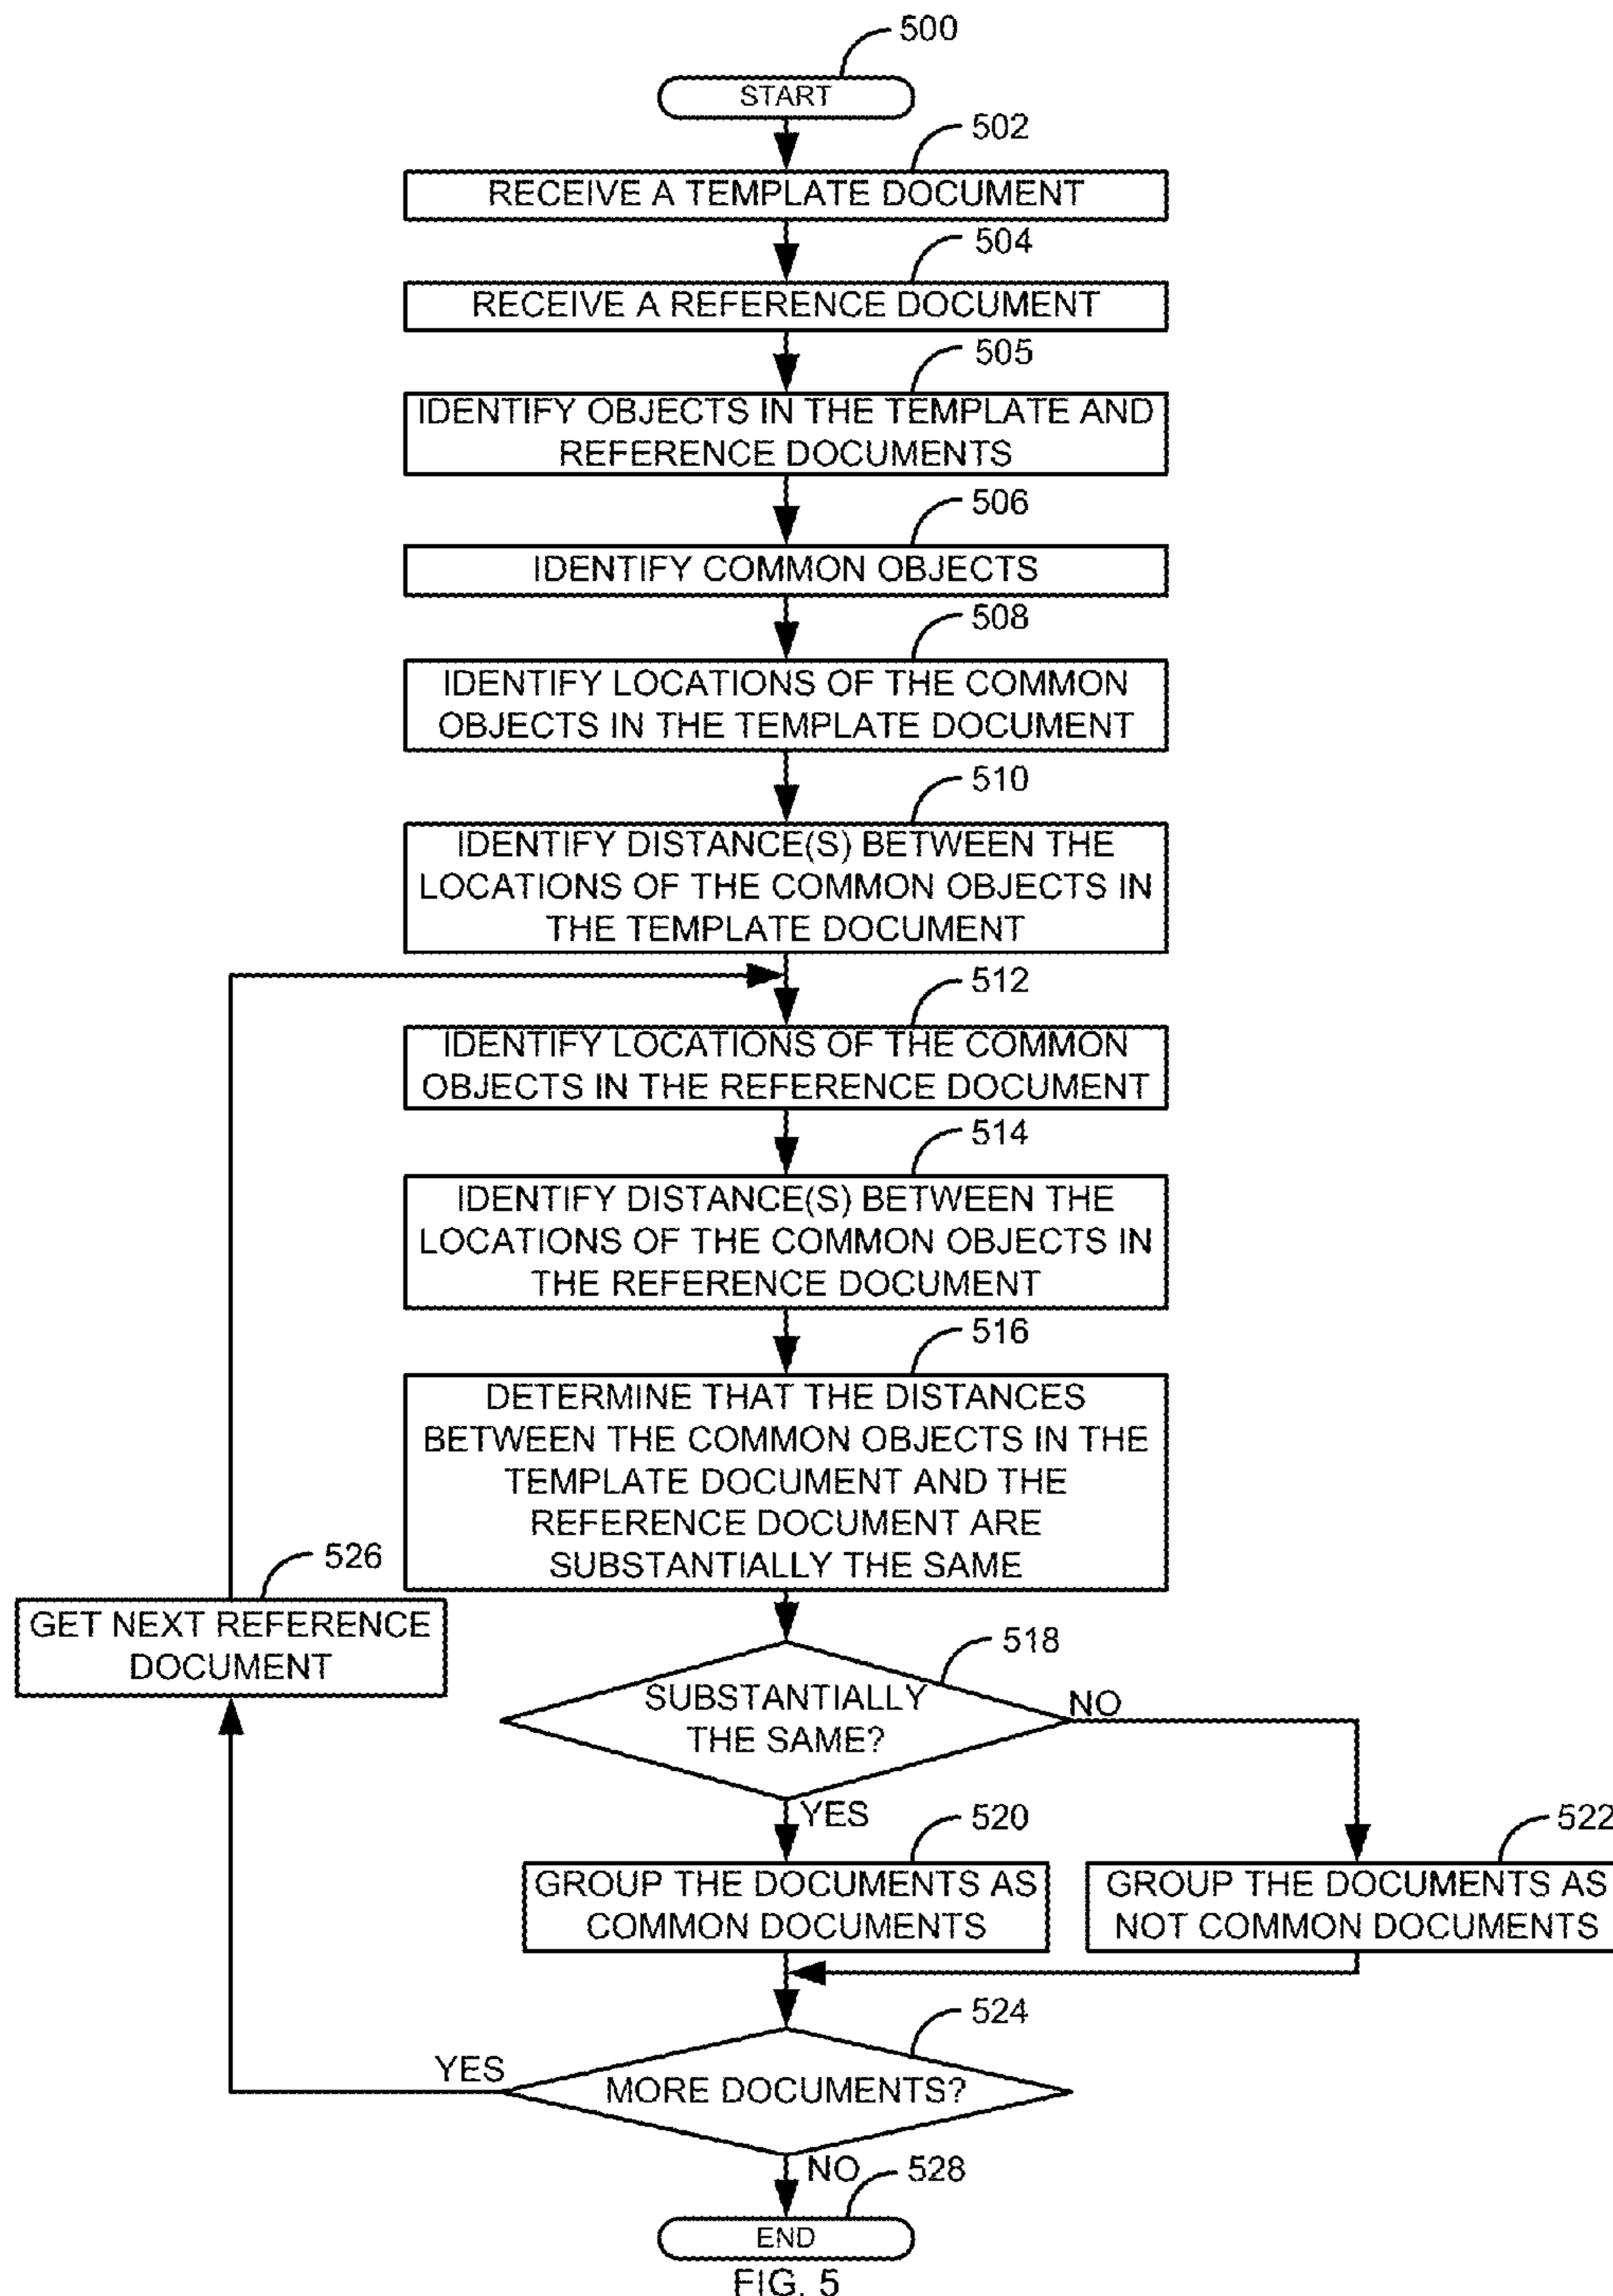 500
START
502
RECEIVE A TEMPLATE DOCUMENT
504
RECEIVE A REFERENCE DOCUMENT
505
IDENTIFY OBJECTS IN THE TEMPLATE AND
REFERENCE DOCUMENTS
506
IDENTIFY COMMON OBJECTS
508
IDENTIFY LOCATIONS OF THE COMMON
OBJECTS IN THE TEMPLATE DOCUMENT
510
IDENTIFY DISTANCE(S) BETWEEN THE
LOCATIONS OF THE COMMON OBJECTS IN
THE TEMPLATE DOCUMENT
512
IDENTIFY LOCATIONS OF THE COMMON
OBJECTS IN THE REFERENCE DOCUMENT
514
IDENTIFY DISTANCE(S) BETWEEN THE
LOCATIONS OF THE COMMON OBJECTS IN
THE REFERENCE DOCUMENT
516
DETERMINE THAT THE DISTANCES
BETWEEN THE COMMON OBJECTS IN THE
TEMPLATE DOCUMENT AND THE
REFERENCE DOCUMENT ARE
SUBSTANTIALLY THE SAME
526
GET NEXT REFERENCE
DOCUMENT
518
SUBSTANTIALLY
THE SAME?
NO
YES
520
GROUP THE DOCUMENTS AS
COMMON DOCUMENTS
522
GROUP THE DOCUMENTS AS
NOT COMMON DOCUMENTS
524
YES
MORE DOCUMENTS?
NO
528
END
FIG. 5